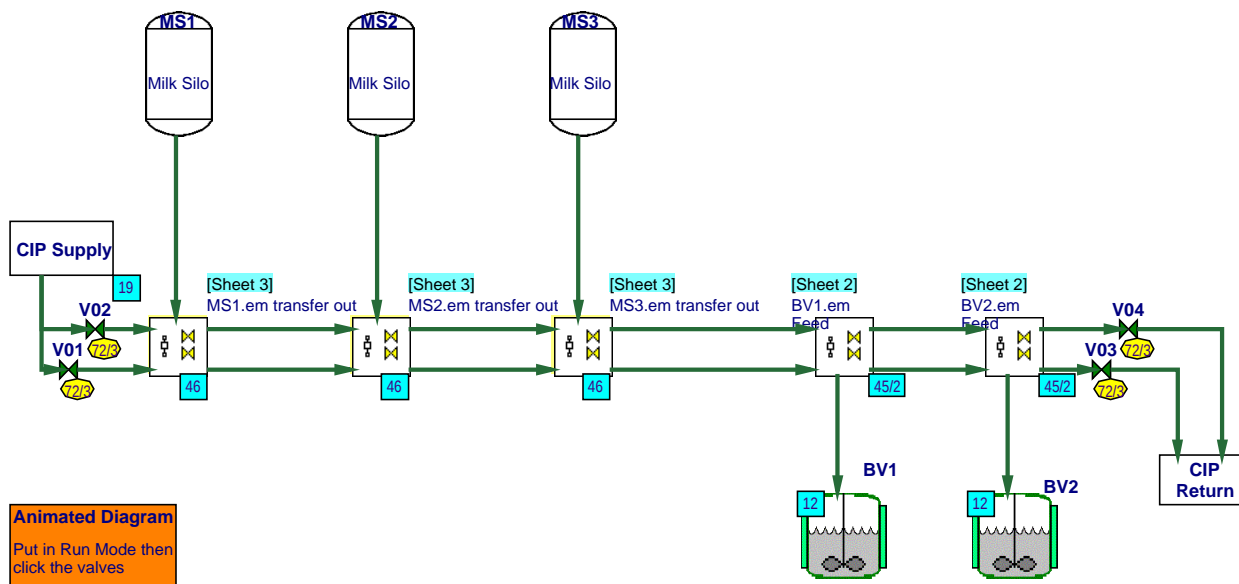 MS1
MS2
MS3
Milk Silo
Milk Silo
Milk Silo
CIP Supply
19
[Sheet 3]
[Sheet 3]
[Sheet 3]
[Sheet 2]
[Sheet 2]
MS1.em transfer out
MS2.em transfer out
MS3.em transfer out
BV1.em
Feed
BV2.em
Feed
V02
V04
72/3
72/3
V01
V03
72/3
72/3
46
46
46
45/2
45/2
BV1
BV2
12
12
CIP
Return
Animated Diagram
Put in Run Mode then
click the valves